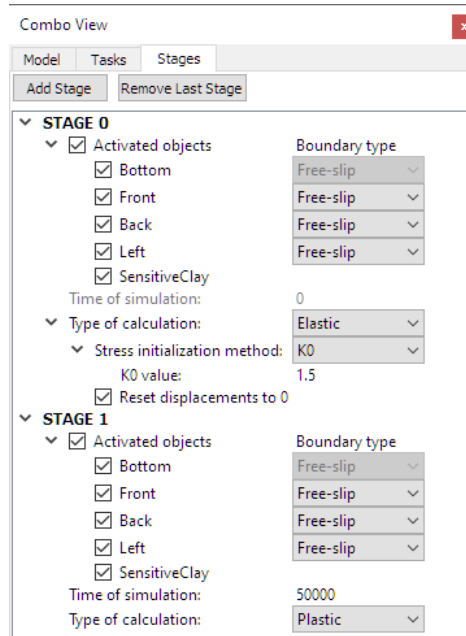 Combo View
Model Tasks Stages
Add Stage Remove Last Stage
STAGE 0
Activated objects Boundary type
Bottom Free-slip
Front Free-slip
Back Free-slip
Left Free-slip
SensitiveClay
Time of simulation: 0
Type of calculation: Elastic
Stress initialization method: K0
K0 value: 1.5
Reset displacements to 0
STAGE 1
Activated objects Boundary type
Bottom Free-slip
Front Free-slip
Back Free-slip
Left Free-slip
SensitiveClay
Time of simulation: 50000
Type of calculation: Plastic